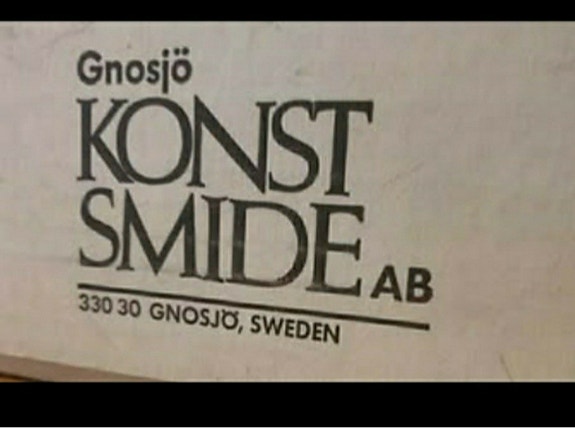 Gnosjö
KONST
SMIDE AB
330 30 GNOSJÖ, SWEDEN